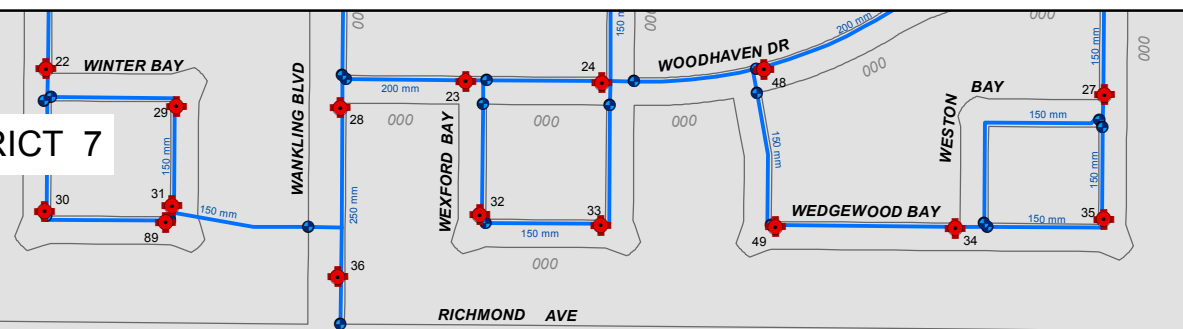 000
150 mm
000
200 mm
WOODHAVEN DR
000
000
22
WINTER BAY
WANKLING BLVD
24
48
000
150 mm
27
WESTON
BAY
23
200 mm
28
29
000
000
000
150 mm
RICT 7
150 mm
WEXFORD BAY
150 mm
150 mm
30
31
150 mm
89
250 mm
32
33
150 mm
WEDGEWOOD BAY
49
34
150 mm
35
36
000
RICHMOND AVE